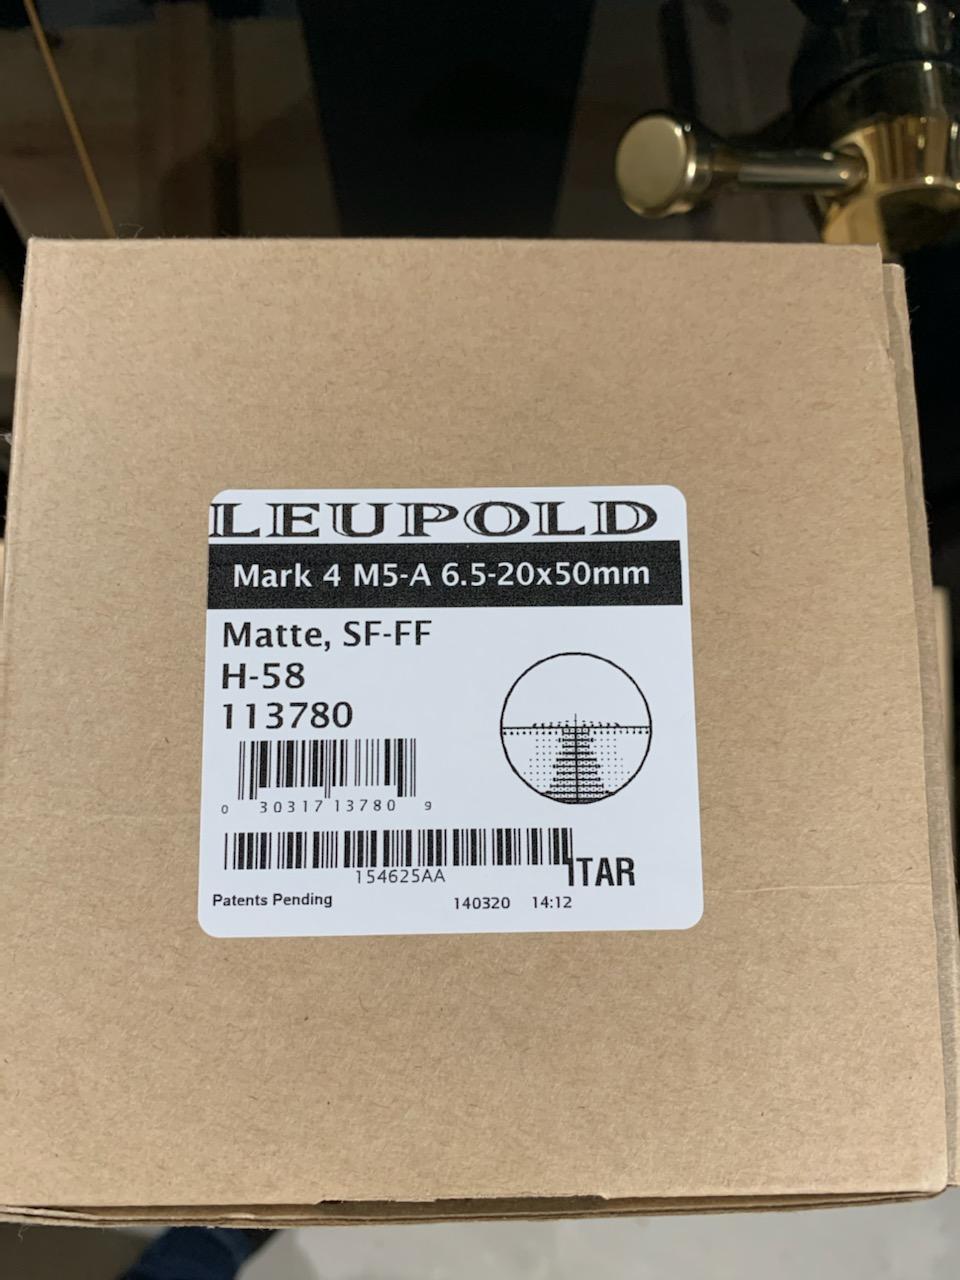 LEUPOLD
Mark 4 M5-A 6.5-20x50mm
Matte, SF-FF
H-58
113780
0 30317 13780 9
154625AA
ITAR
Patents Pending 140320 14:12